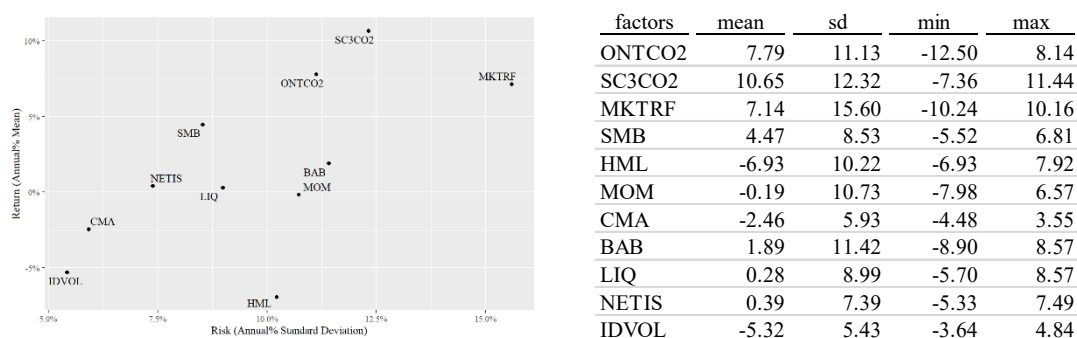 10%
5%
0%
-5%
Return (Annual% Mean)
SC3CO2
ONTCO2
MKTRF
SMB
BAB
NETIS
MOM
LIQ
CMA
IDVOL
HML
5.0% 7.5% 10.0% 12.5% 15.0%
Risk (Annual% Standard Deviation)
factors mean sd min max
ONTCO2 7.79 11.13 -12.50 8.14
SC3CO2 10.65 12.32 -7.36 11.44
MKTRF 7.14 15.60 -10.24 10.16
SMB 4.47 8.53 -5.52 6.81
HML -6.93 10.22 -6.93 7.92
MOM -0.19 10.73 -7.98 6.57
CMA -2.46 5.93 -4.48 3.55
BAB 1.89 11.42 -8.90 8.57
LIQ 0.28 8.99 -5.70 8.57
NETIS 0.39 7.39 -5.33 7.49
IDVOL -5.32 5.43 -3.64 4.84